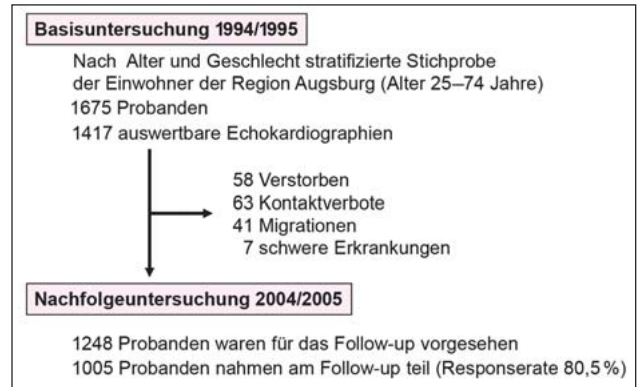 Basisuntersuchung 1994/1995
Nach Alter und Geschlecht stratifizierte Stichprobe
der Einwohner der Region Augsburg (Alter 25–74 Jahre)
1675 Probanden
1417 auswertbare Echokardiographien
58 Verstorben
63 Kontaktverbote
41 Migrationen
7 schwere Erkrankungen
Nachfolgeuntersuchung 2004/2005
1248 Probanden waren für das Follow-up vorgesehen
1005 Probanden nahmen am Follow-up teil (Responserate 80,5%)